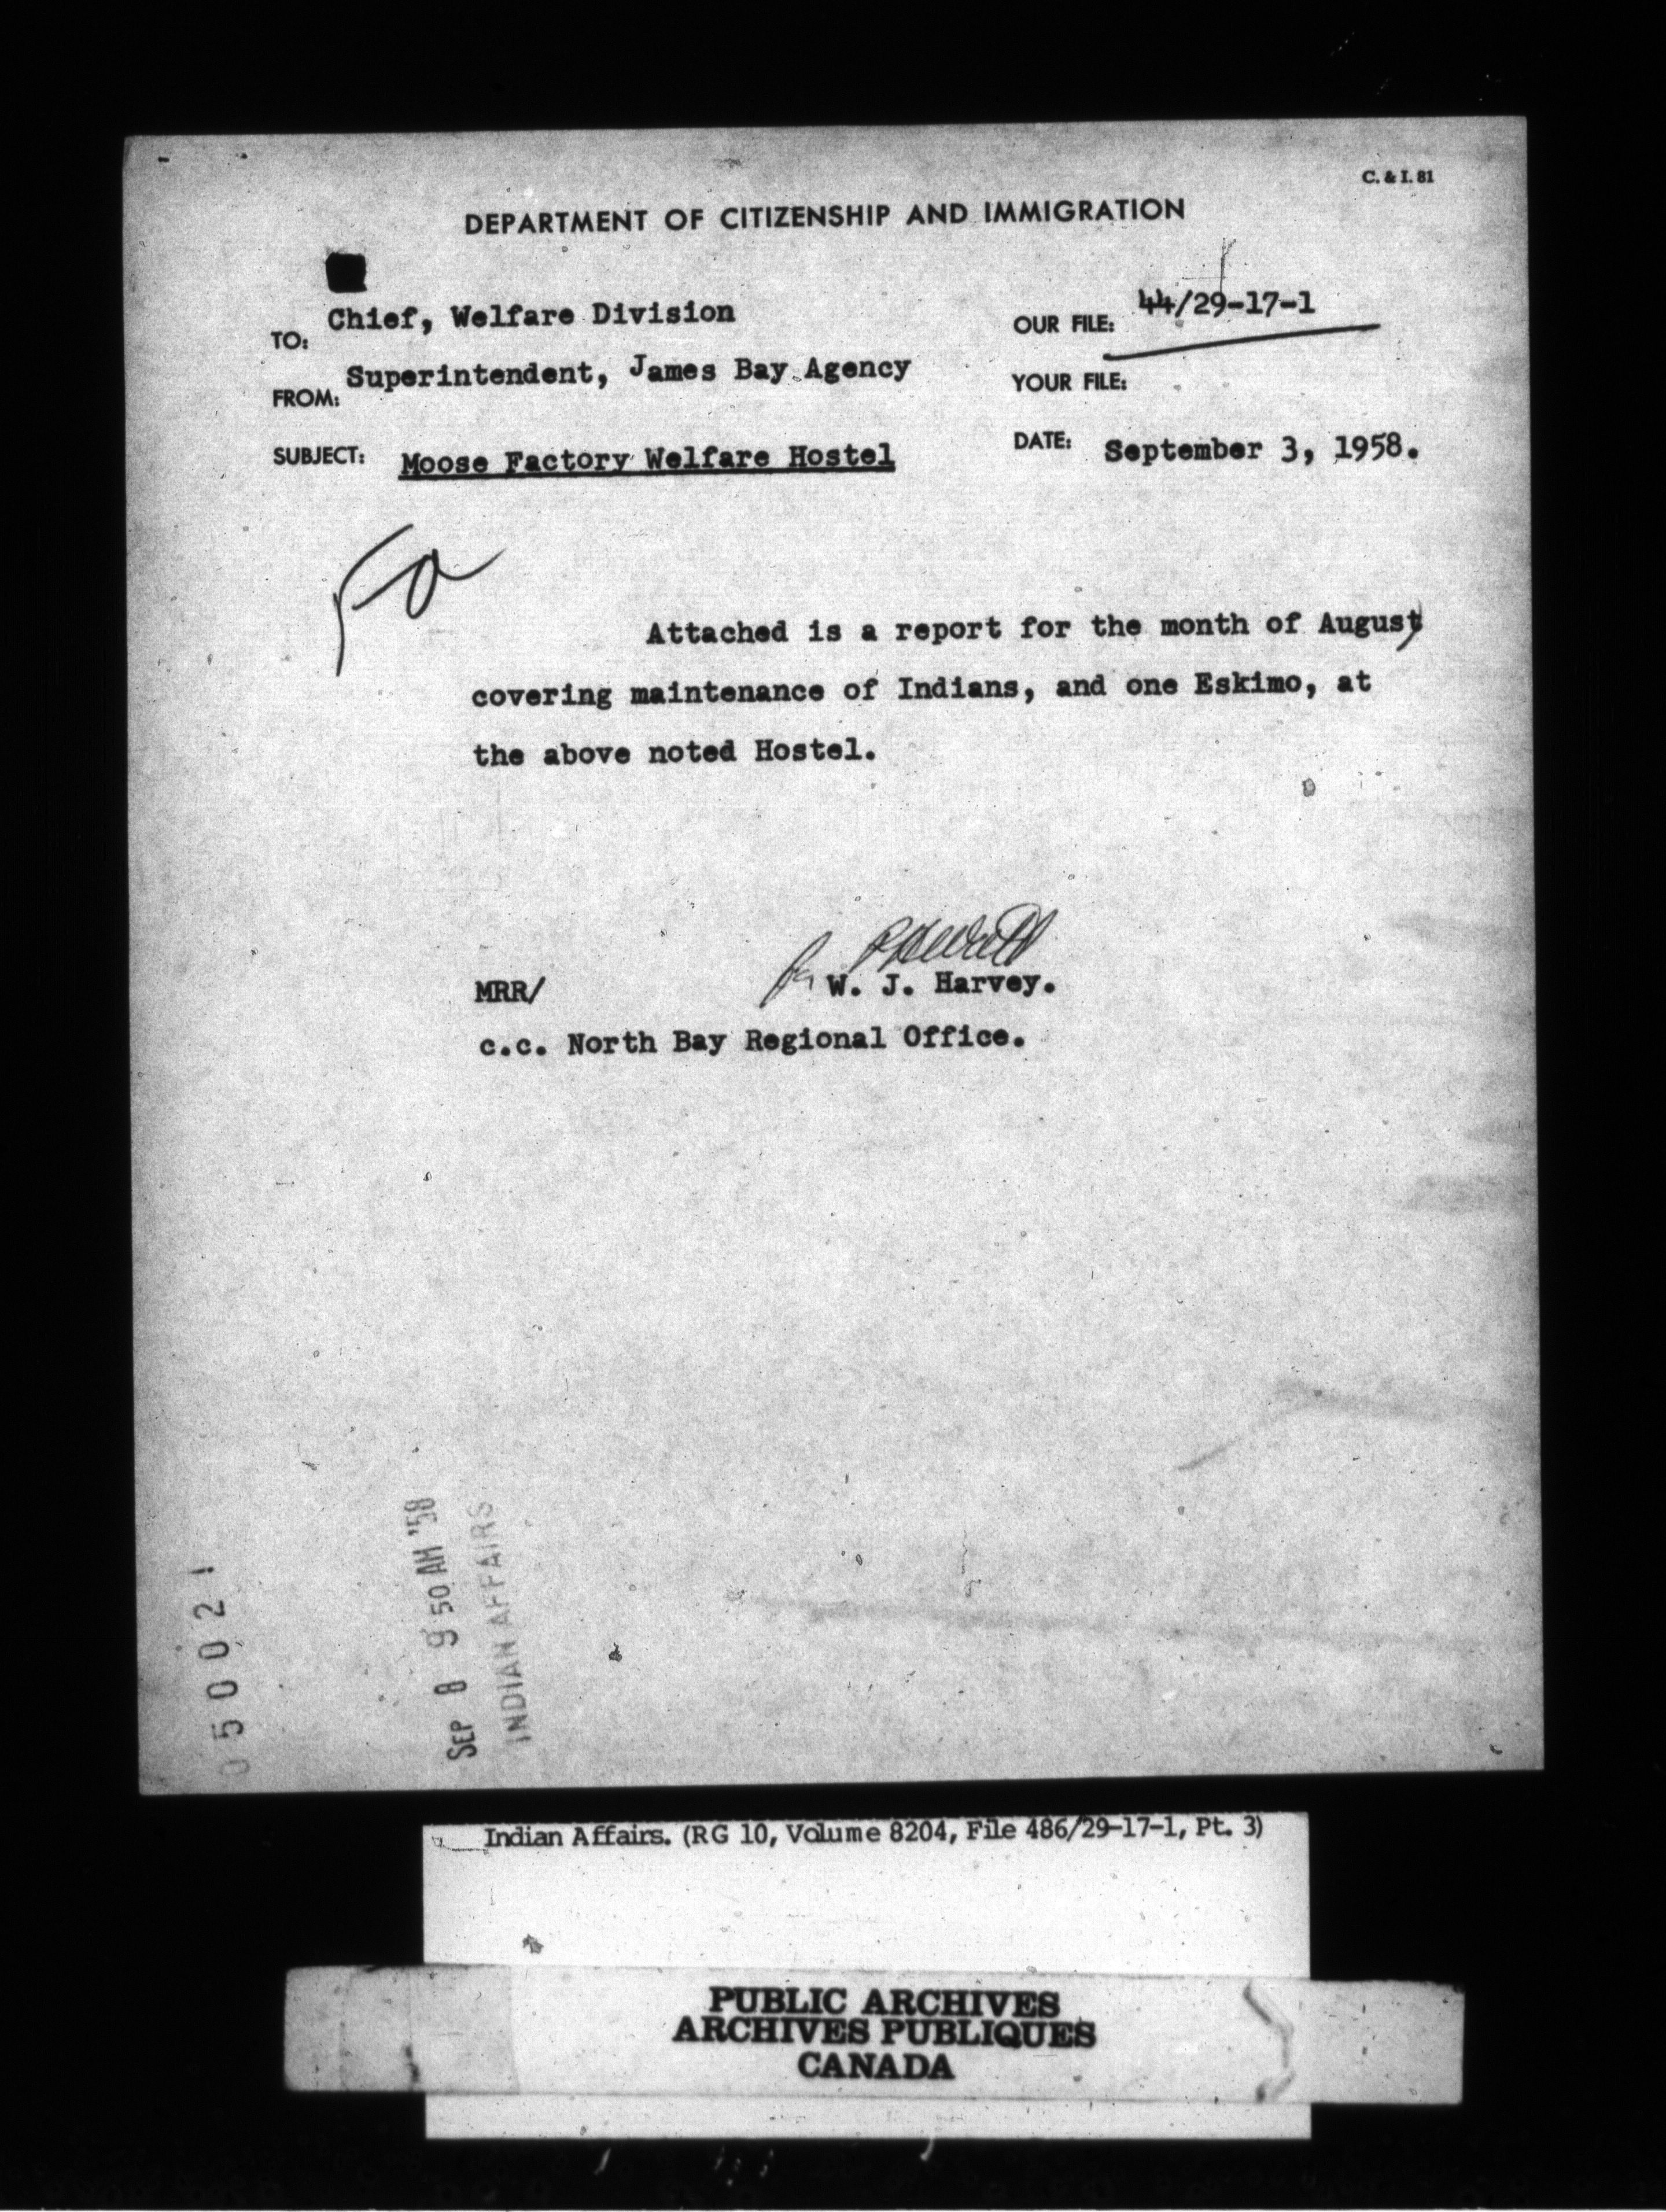 C. & I. 81
DEPARTMENT OF CITIZENSHIP AND IMMIGRATION
TO: Chief, Welfare Division
OUR FILE: 44/29-17-1
FROM: Superintendent, James Bay Agency
YOUR FILE:
SUBJECT: Moose Factory Welfare Hostel
DATE: September 3, 1958.
Attached is a report for the month of August
covering maintenance of Indians, and one Eskimo, at
the above noted Hostel.
for
W. J. Harvey.
MRR/
c.c. North Bay Regional Office.
050021
SEP 8 9 50 AM '58
INDIAN AFFAIRS
Indian Affairs. (RG 10, Volume 8204, File 486/29-17-1, Pt. 3)
PUBLIC ARCHIVES
ARCHIVES PUBLIQUES
CANADA